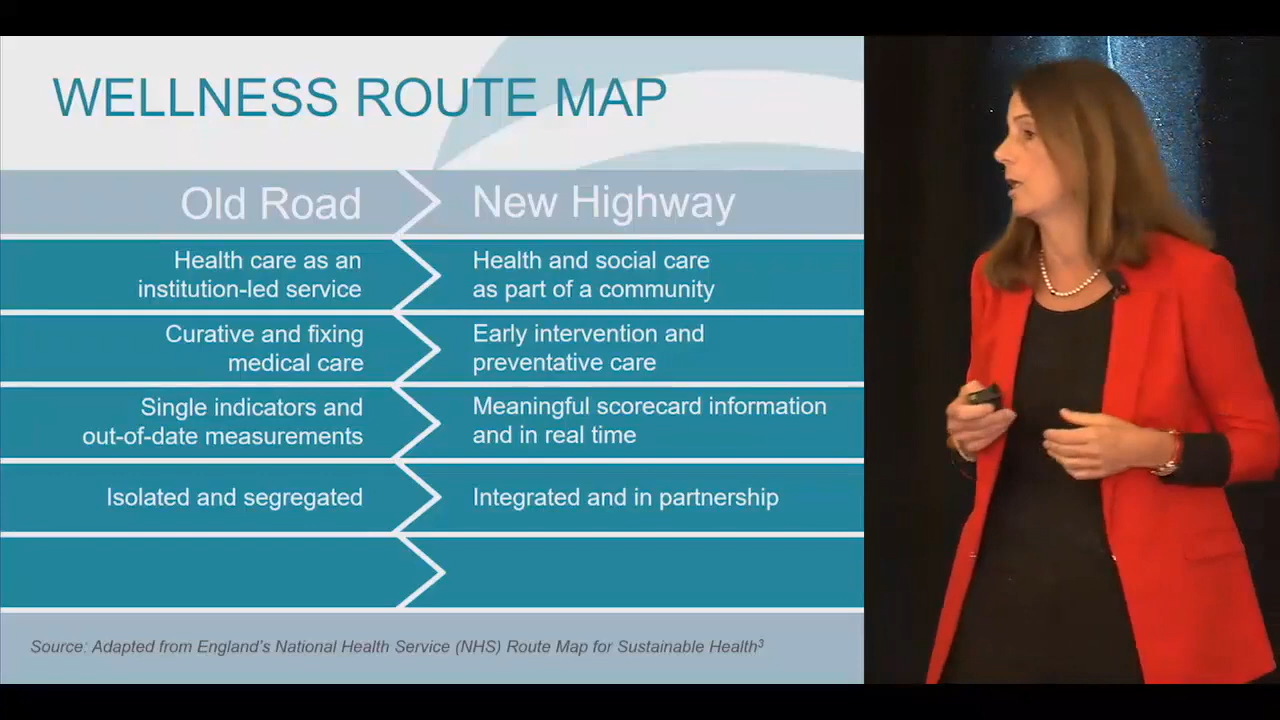 WELLNESS ROUTE MAP
Old Road
New Highway
Health care as an
institution-led service
Health and social care
as part of a community
Curative and fixing
medical care
Early intervention and
preventative care
Single indicators and
out-of-date measurements
Meaningful scorecard information
and in real time
Isolated and segregated
Integrated and in partnership
Source: Adapted from England's National Health Service (NHS) Route Map for Sustainable Health³